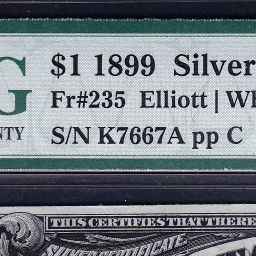 G $1 1899 Silver
Fr#235 Elliott | Wh
NTY S/N K7667A pp C
THIS CERTIFIES THAT THERE
SILVER CERTIFICATE